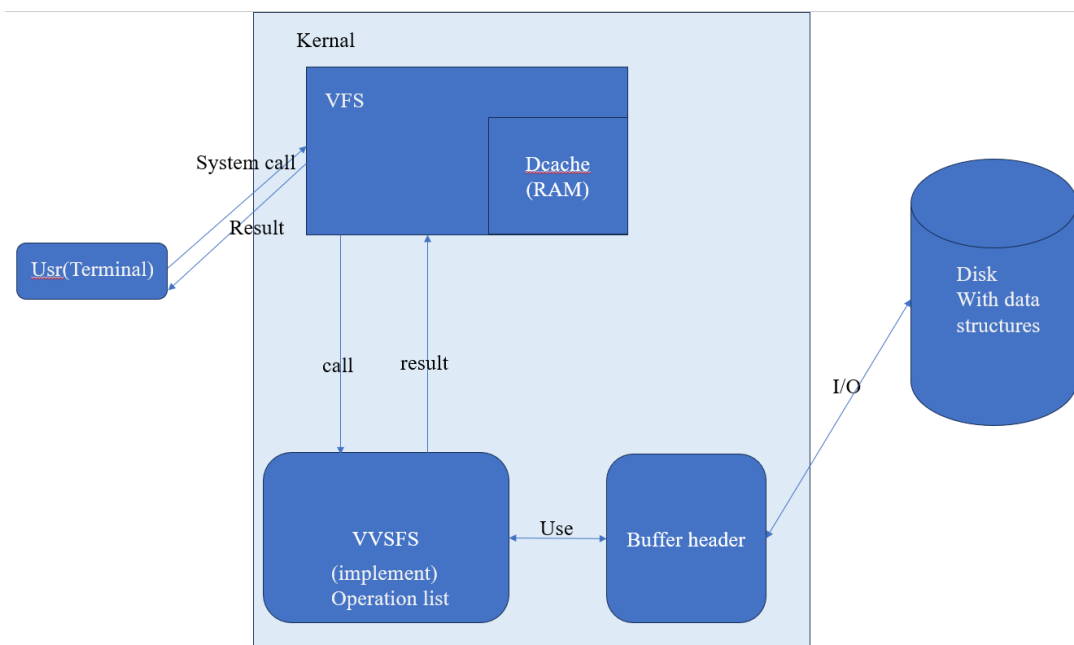 Kernal
VFS
System call
Dcache
(RAM)
Result
Usr(Terminal)
Disk
With data
structures
call
result
I/O
VVSFS
(implement)
Operation list
Use
Buffer header